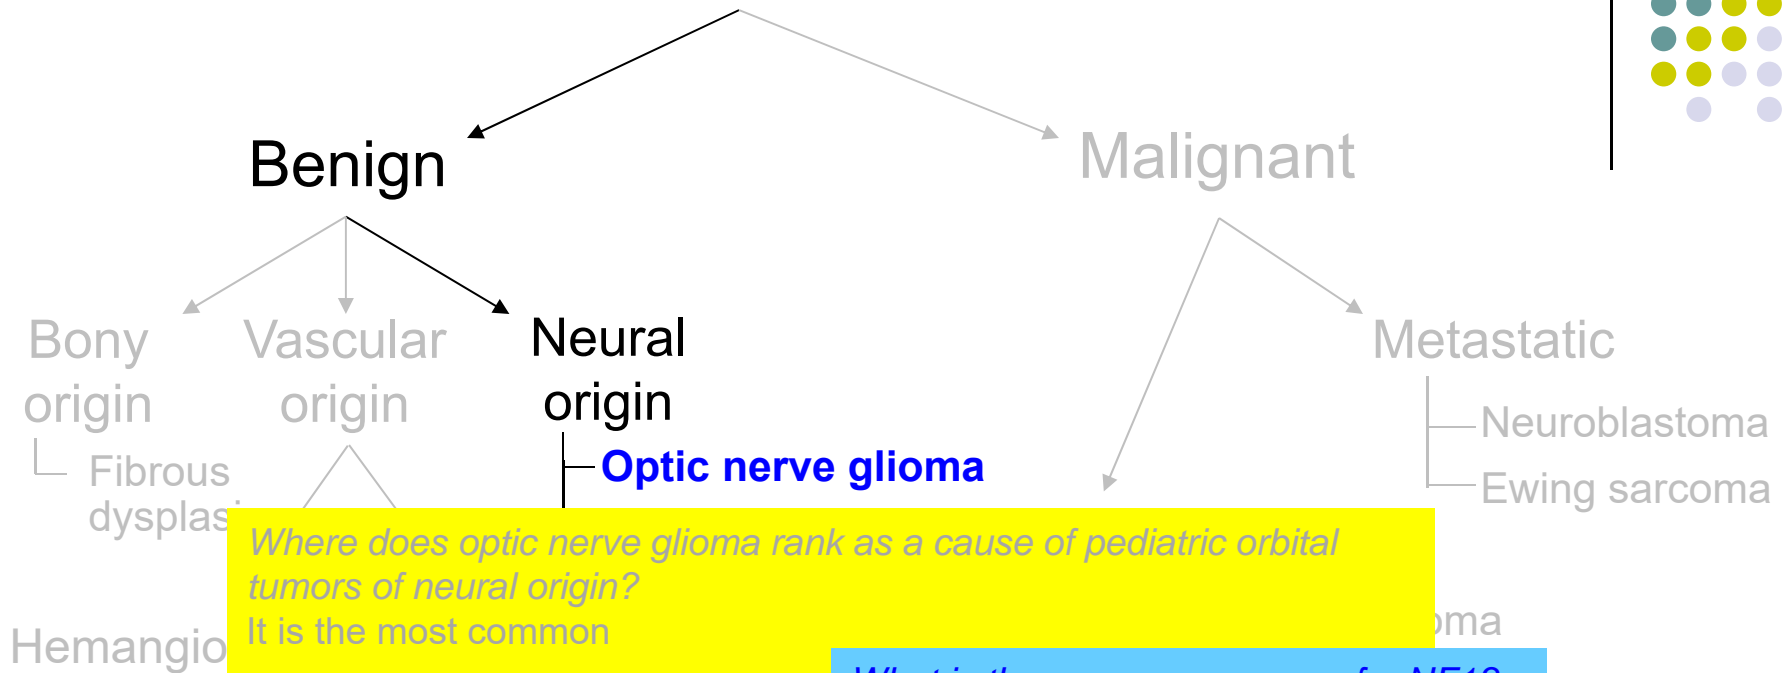 Benign
Malignant
Bony
origin
Vascular
origin
Neural
origin
Metastatic
Neuroblastoma
Ewing sarcoma
Optic nerve glioma
Fibrous
Where does optic nerve glioma rank as a cause of pediatric orbital
tumors of neural origin?
It is the most common